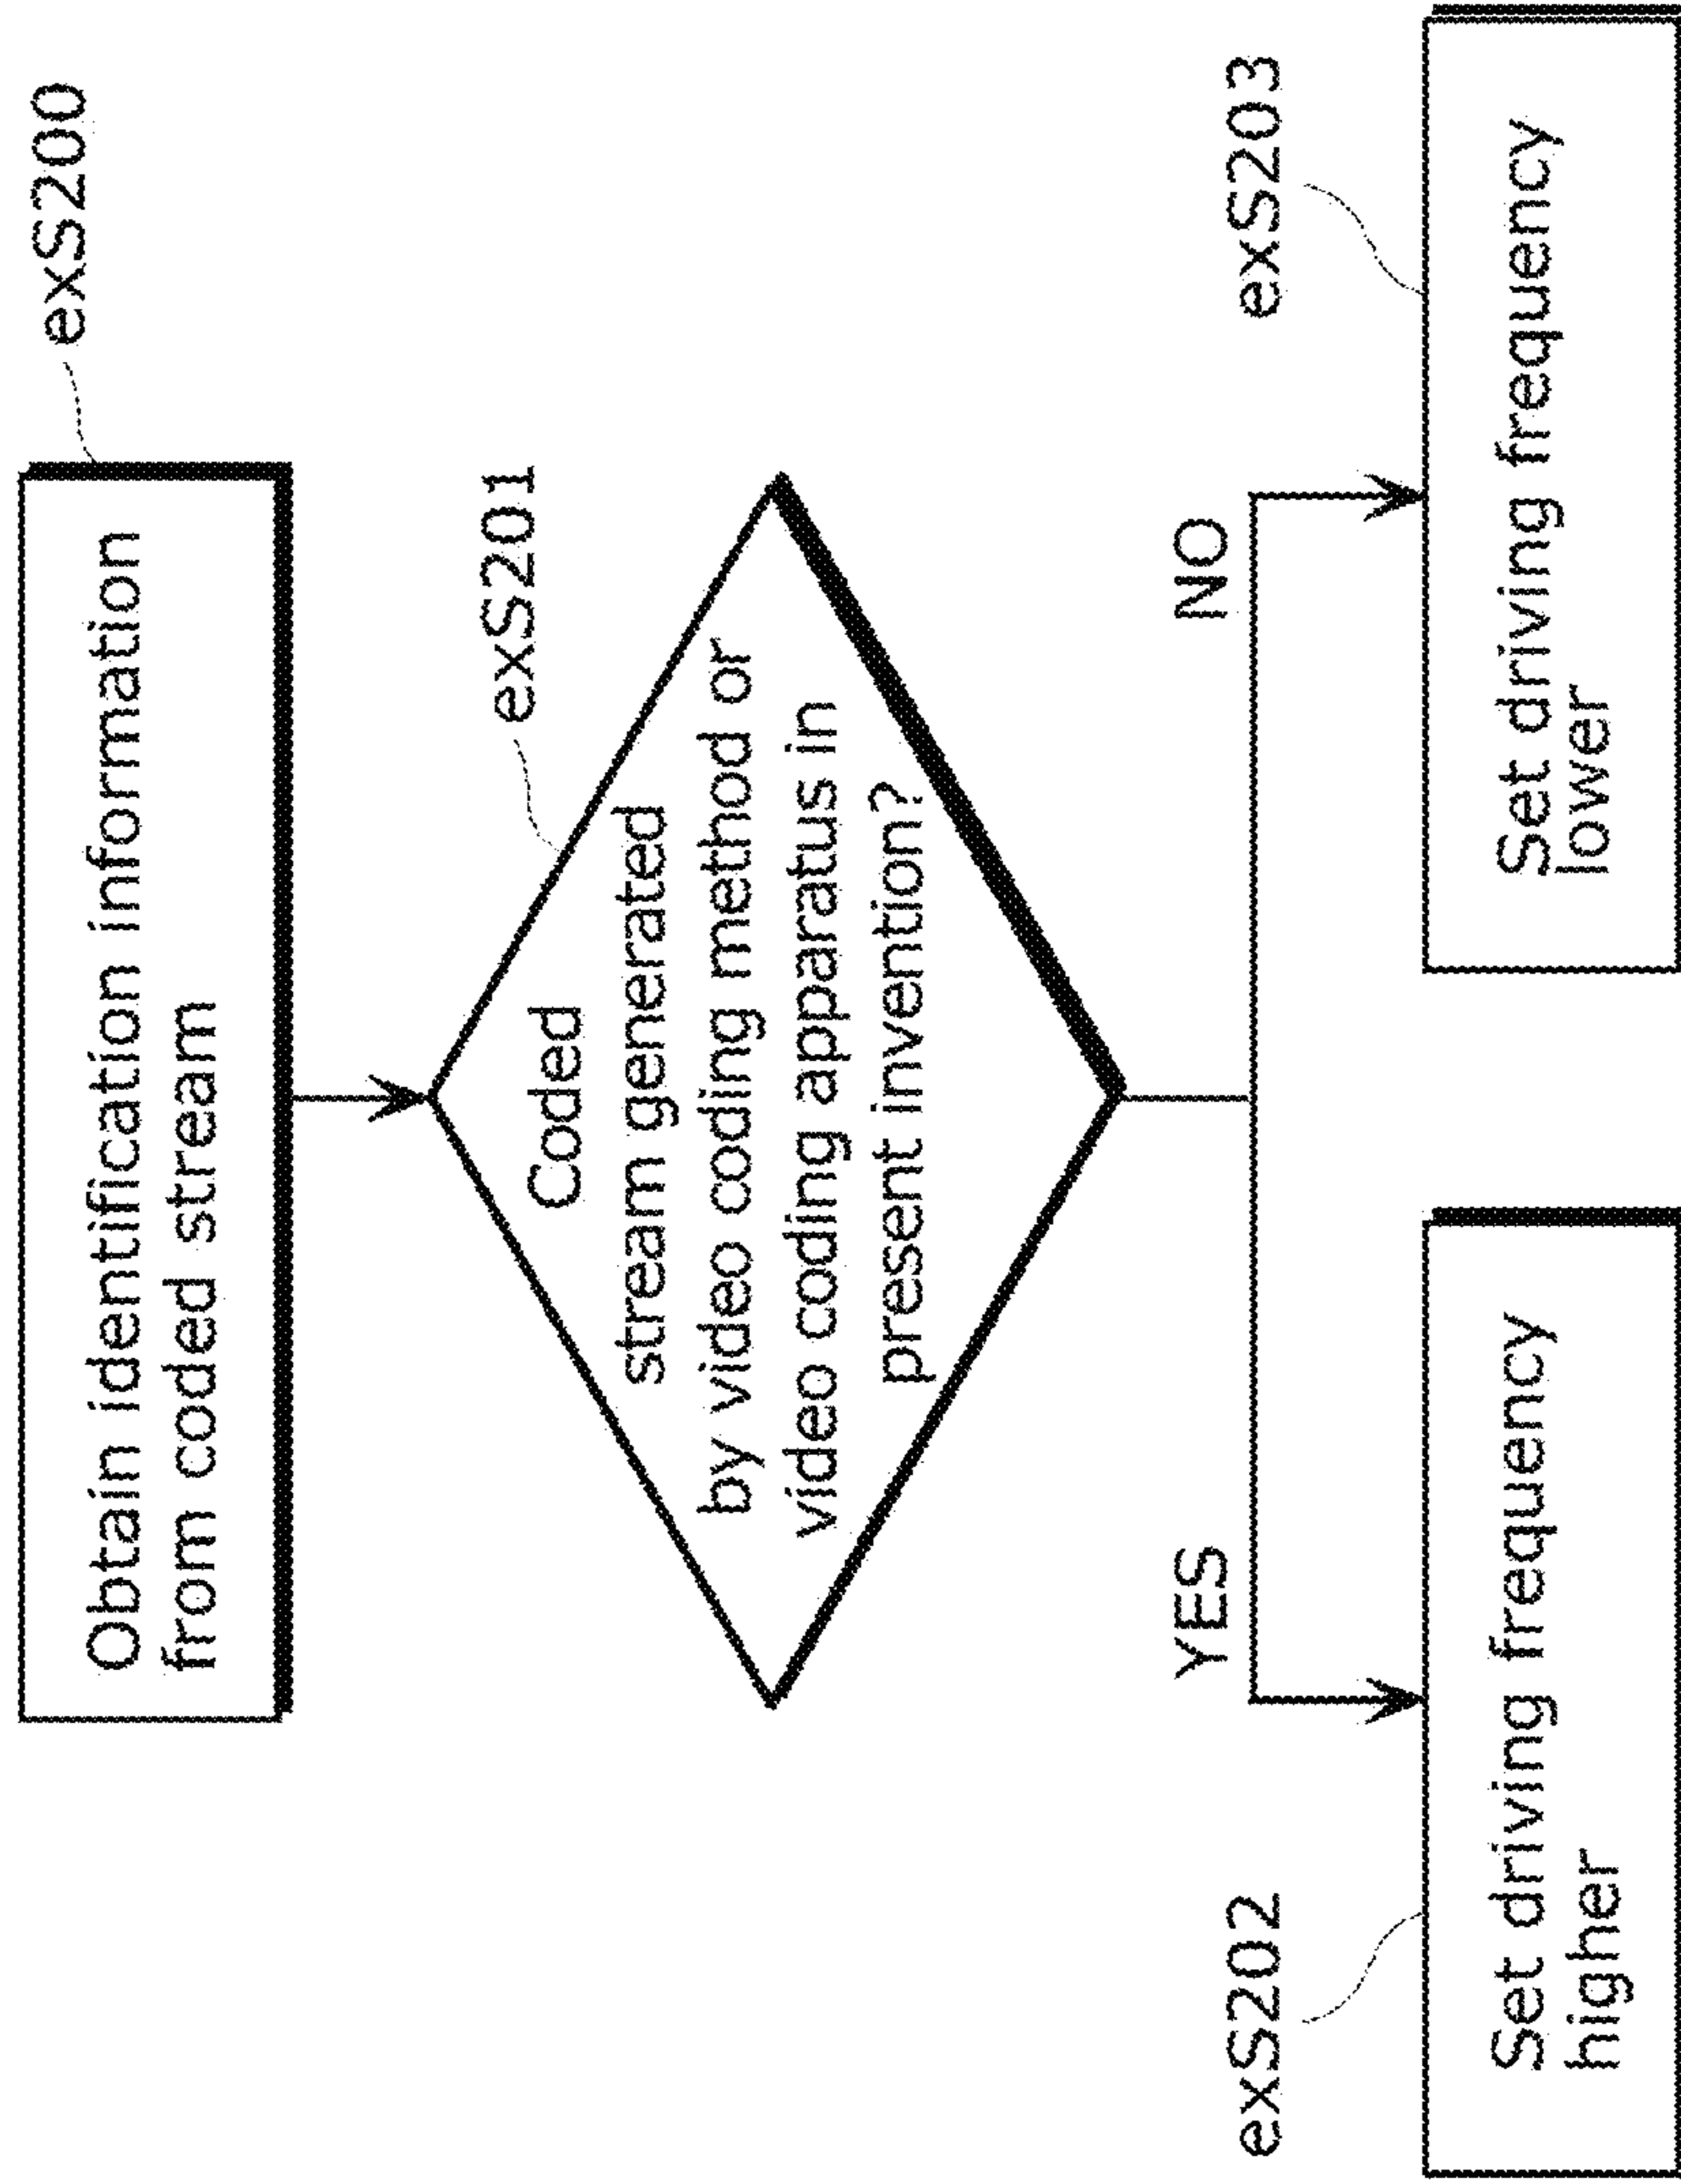 exS200
Obtain identification information
from coded stream
exS201
Coded
stream generated
by video coding method or
video coding apparatus in
present invention?
YES
NO
exS202
exS203
Set driving frequency
higher
Set driving frequency
lower